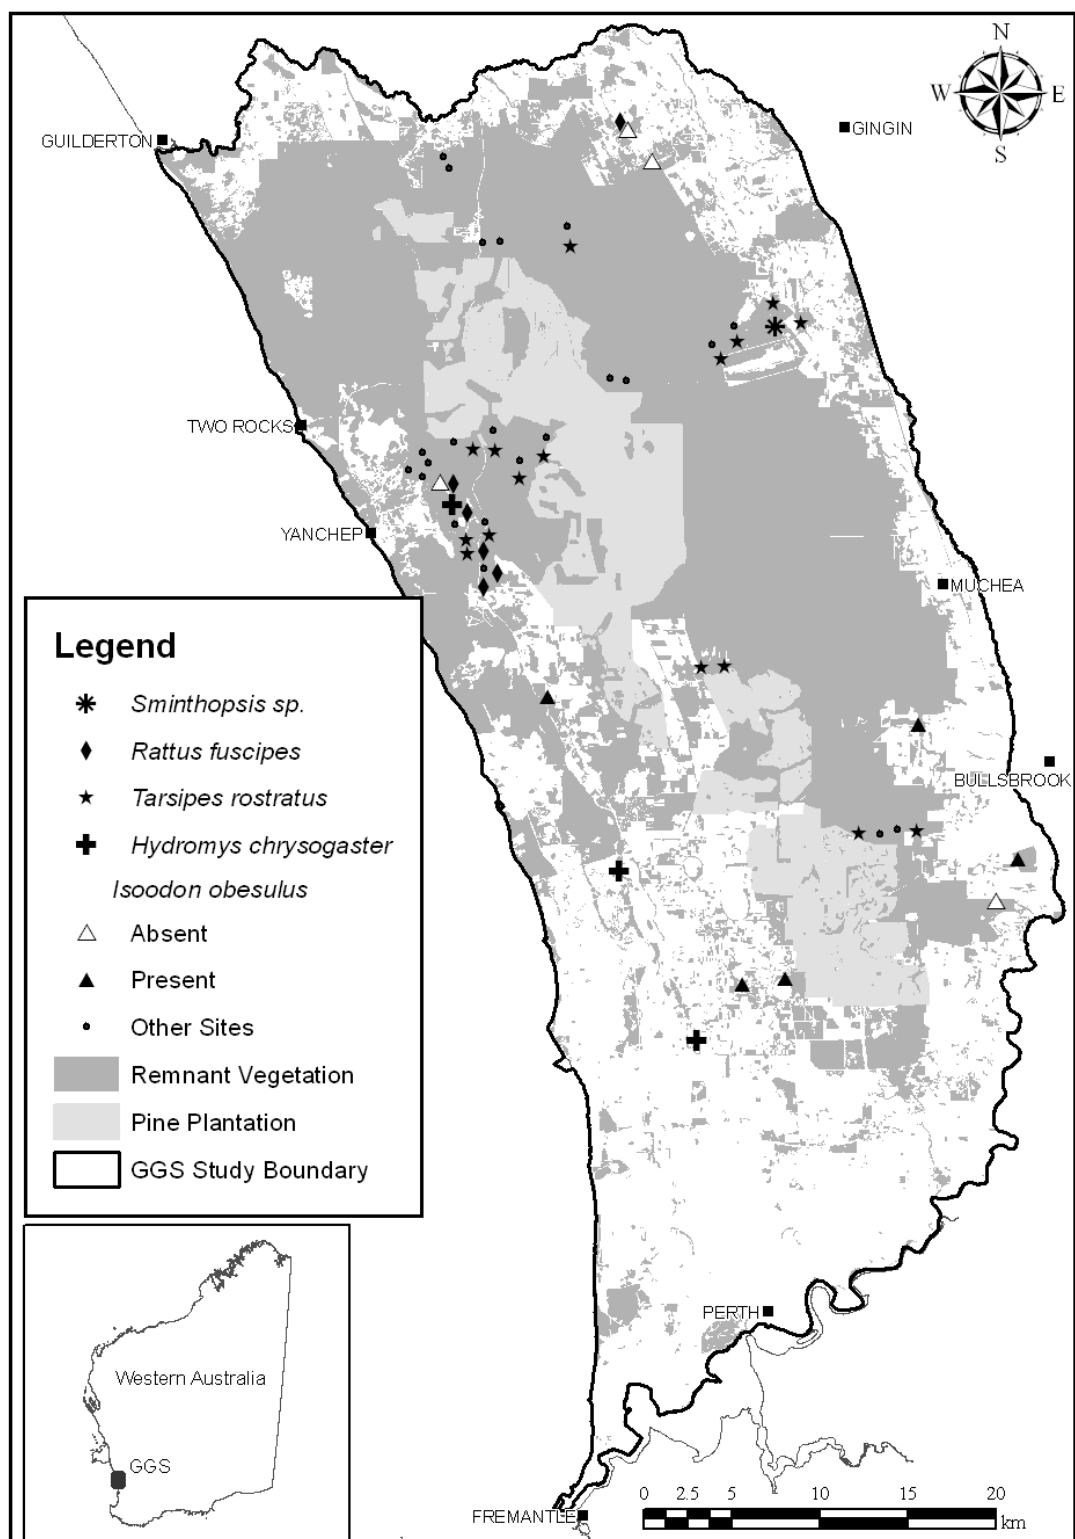 N
W
E
S
GUILDERTON
GINGIN
TWO ROCKS
YANCHEP
MUCHEA
BULLSBROOK
Legend
Sminthopsis sp.
Rattus fuscipes
Tarsipes rostratus
Hydromys chrysogaster
Isoodon obesulus
Absent
Present
Other Sites
Remnant Vegetation
Pine Plantation
GGS Study Boundary
PERTH
Western Australia
GGS
FREMANTLE
0 2.5 5 10 15 20
km